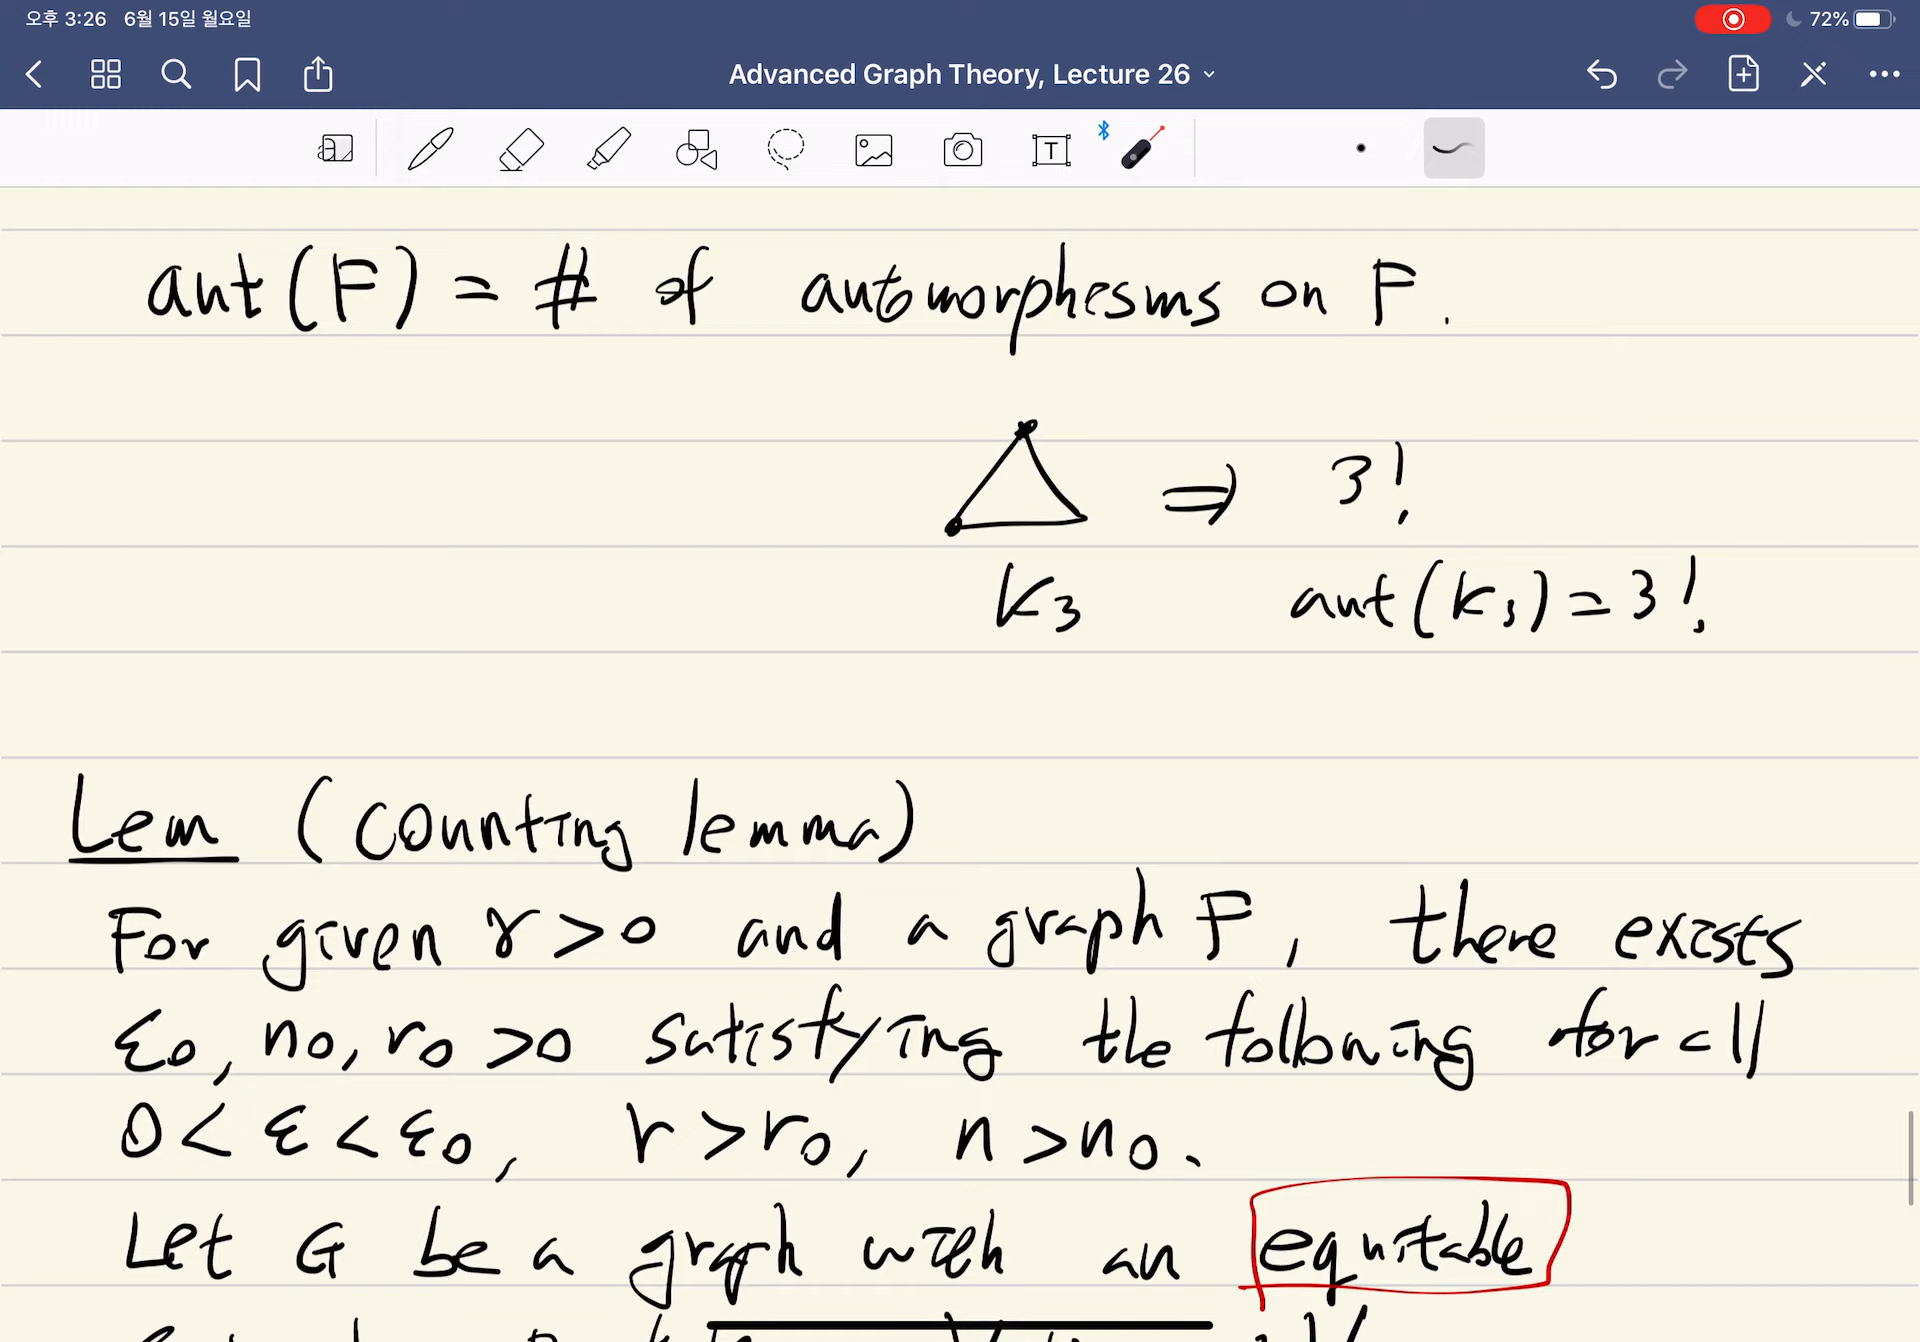 오후 3:26 6월 15일 월요일
72%
Advanced Graph Theory, Lecture 26
aut(F) = # of automorphisms on F.
⇒ 3!
K3 aut(K3) = 3!
Lem (counting lemma)
For given γ>0 and a graph F, there exists
ε0, n0, r0 >0 satisfying the following for all
0 < ε < ε0, r > r0, n > n0.
Let G be a graph with an equitable